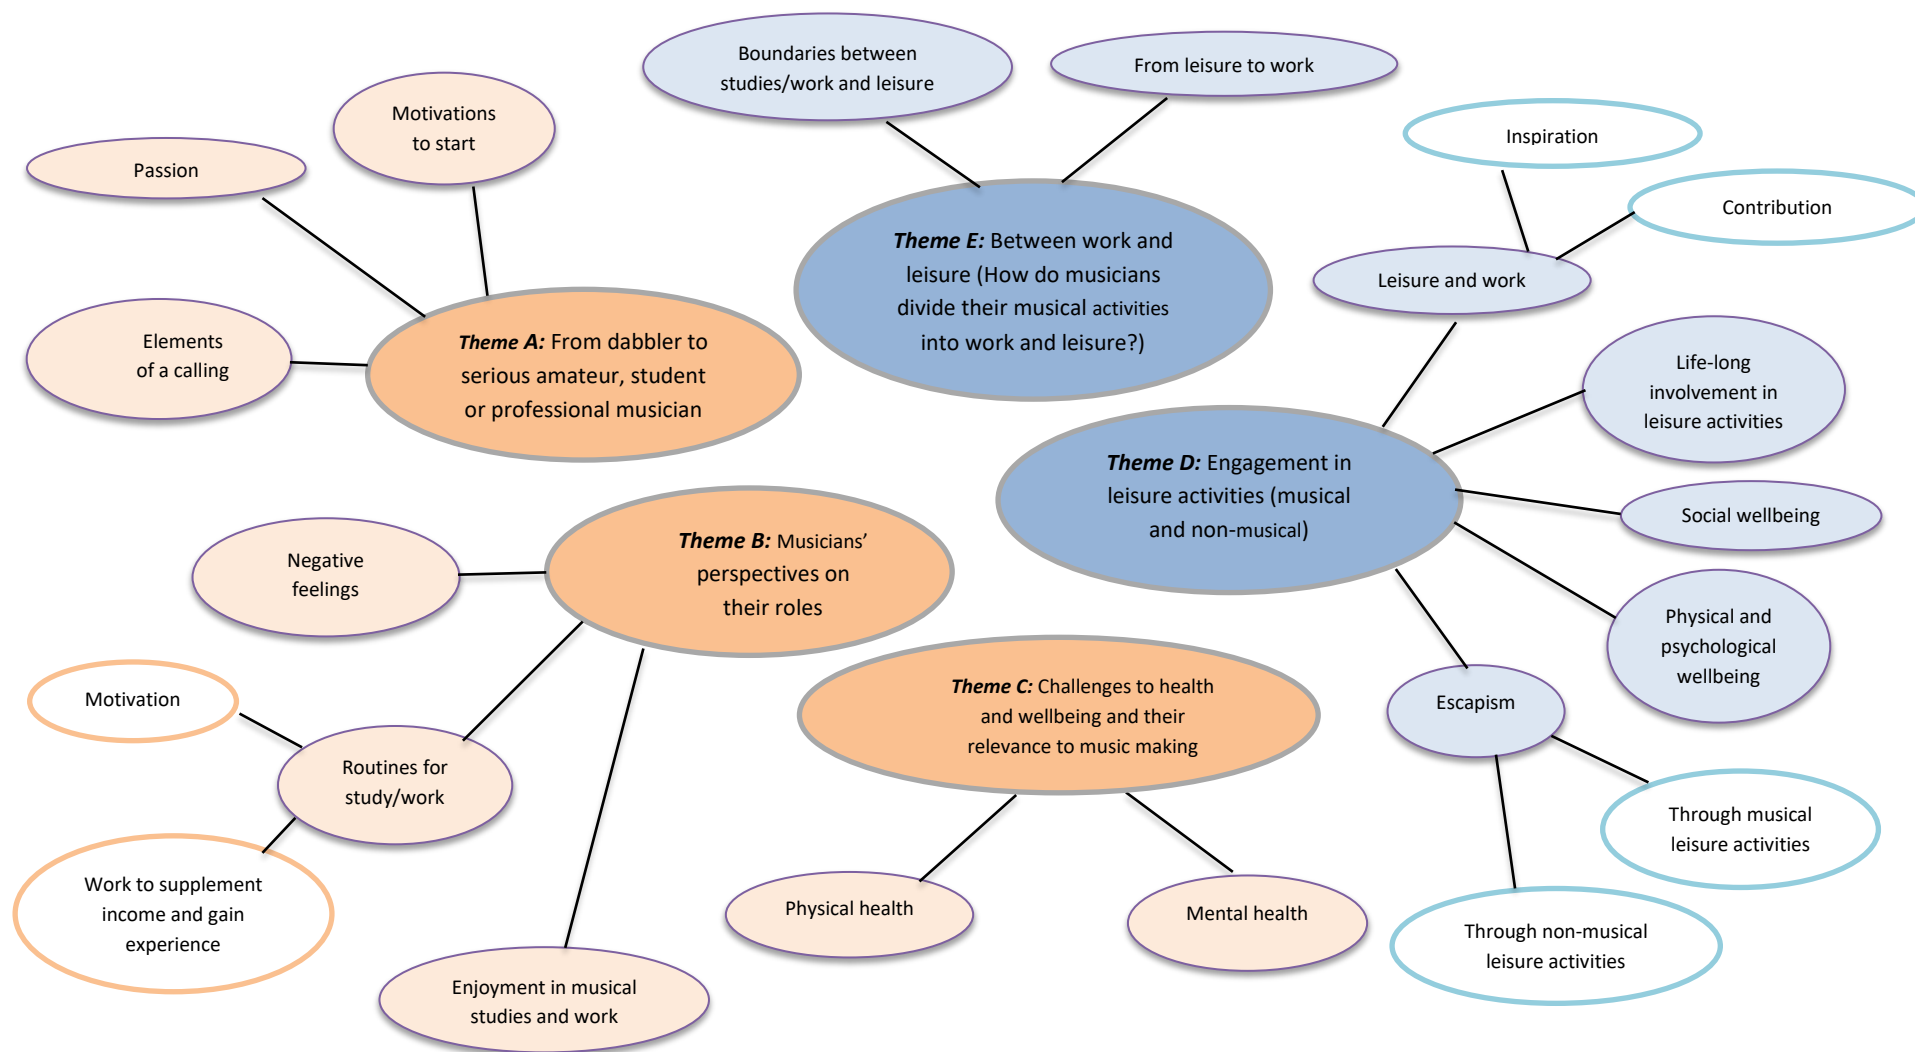 Boundaries between
studies/work and leisure
From leisure to work
Motivations
to start
Passion
Inspiration
Contribution
Theme E: Between work and
leisure (How do musicians
divide their musical activities
into work and leisure?)
Leisure and work
Elements
of a calling
Theme A: From dabbler to
serious amateur, student
or professional musician
Life-long
involvement in
leisure activities
Theme D: Engagement in
leisure activities (musical
and non-musical)
Social wellbeing
Theme B: Musicians’
perspectives on
their roles
Negative
feelings
Physical and
psychological
wellbeing
Motivation
Theme C: Challenges to health
and wellbeing and their
relevance to music making
Escapism
Routines for
study/work
Through musical
leisure activities
Work to supplement
income and gain
experience
Physical health
Mental health
Through non-musical
leisure activities
Enjoyment in musical
studies and work